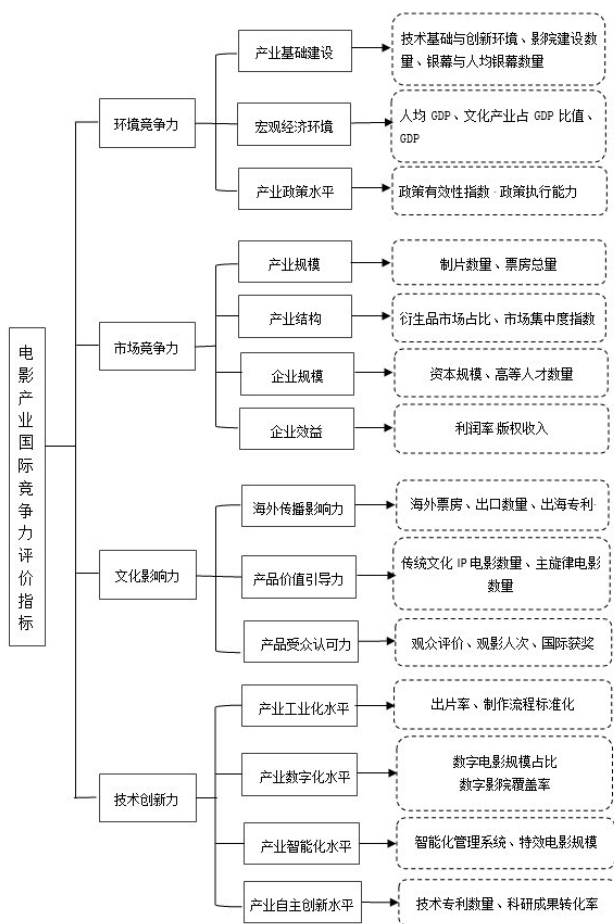 电影产业国际竞争力评价指标
环境竞争力
产业基础建设
技术基础与创新环境、影院建设数
量、银幕与人均银幕数量
宏观经济环境
人均 GDP、文化产业占 GDP 比值、
GDP
产业政策水平
政策有效性指数·政策执行能力
市场竞争力
产业规模
制片数量、票房总量
产业结构
衍生品市场占比、市场集中度指数
企业规模
资本规模、高等人才数量
企业效益
利润率·版权收入
文化影响力
海外传播影响力
海外票房、出口数量、出海专利·
产品价值引导力
传统文化 IP 电影数量、主旋律电影
数量
产品受众认可力
观众评价、观影人次、国际获奖
技术创新力
产业工业化水平
出片率、制作流程标准化
产业数字化水平
数字电影规模占比
数字影院覆盖率
产业智能化水平
智能化管理系统、特效电影规模
产业自主创新水平
技术专利数量、科研成果转化率